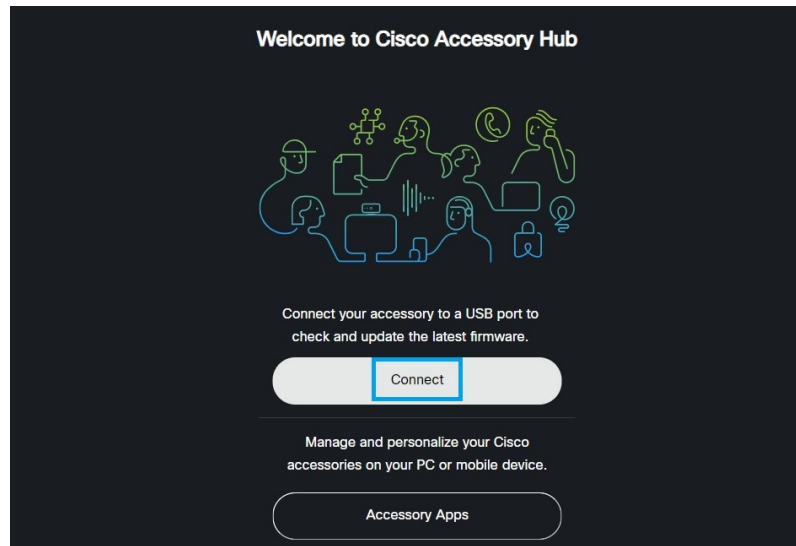 Welcome to Cisco Accessory Hub
Connect your accessory to a USB port to
check and update the latest firmware.
Connect
Manage and personalize your Cisco
accessories on your PC or mobile device.
Accessory Apps